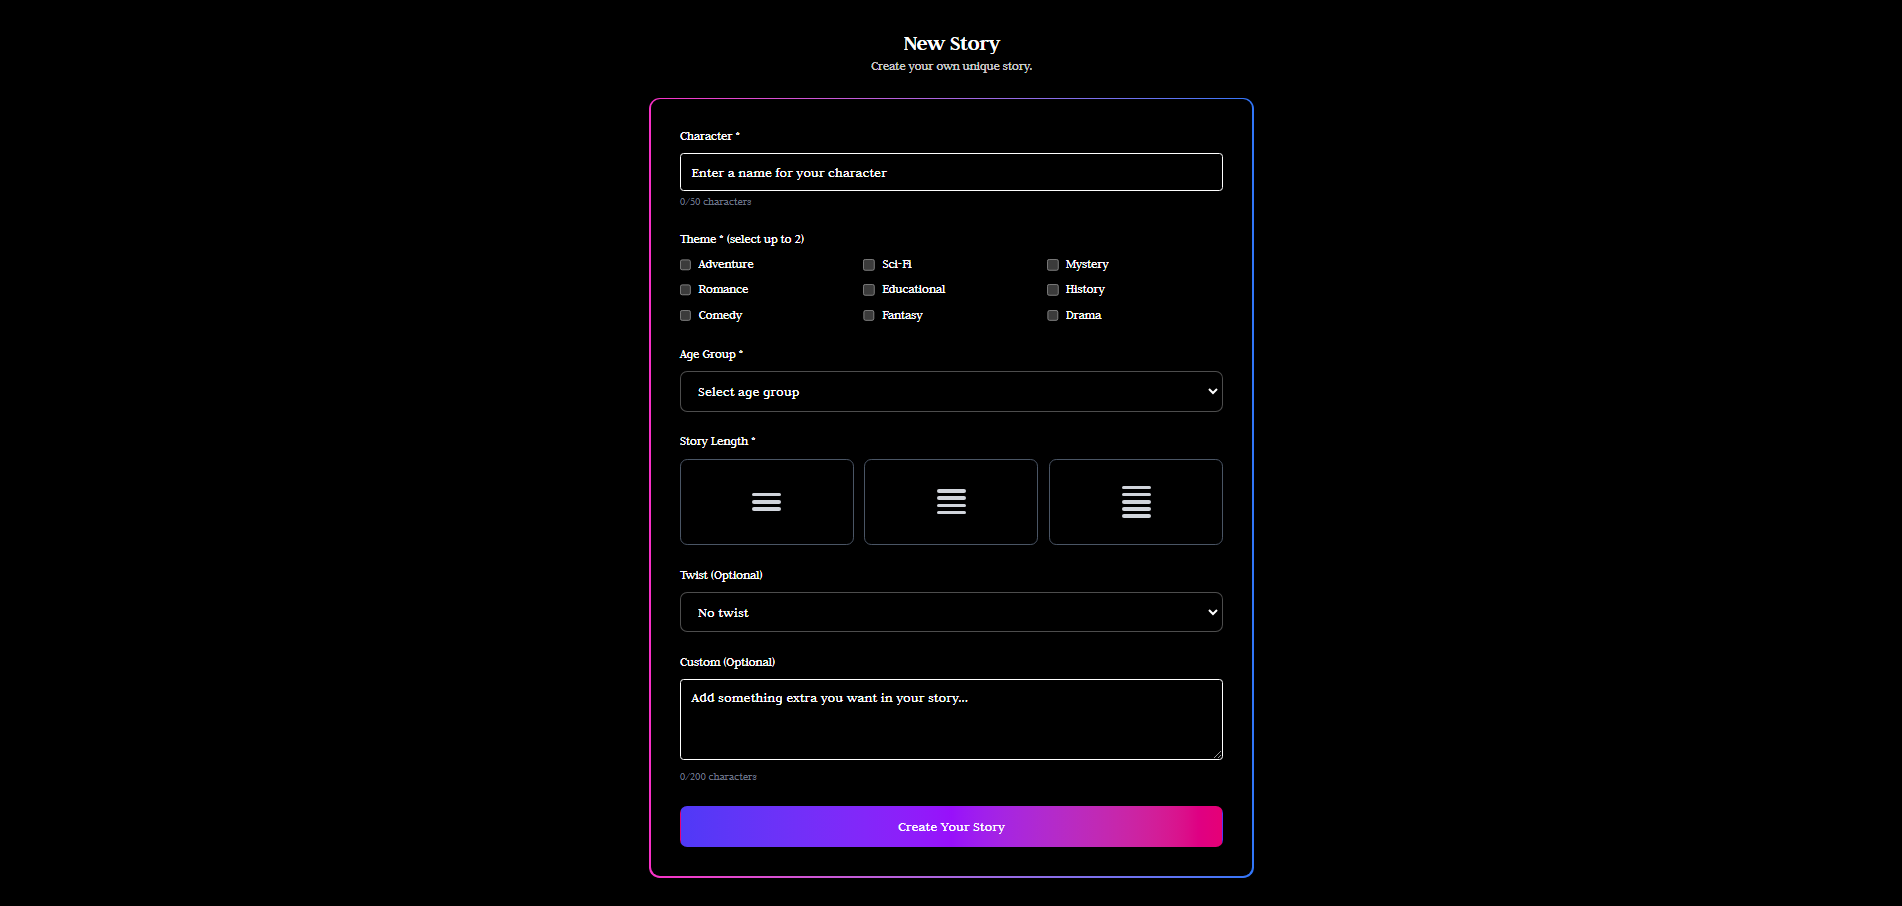 New Story
Create your own unique story.
Character *
Enter a name for your character
0/50 characters
Theme * (select up to 2)
Adventure
Sci-Fi
Mystery
Romance
Educational
History
Comedy
Fantasy
Drama
Age Group *
Select age group
Story Length *
Twist (Optional)
No twist
Custom (Optional)
Add something extra you want in your story...
0/200 characters
Create Your Story